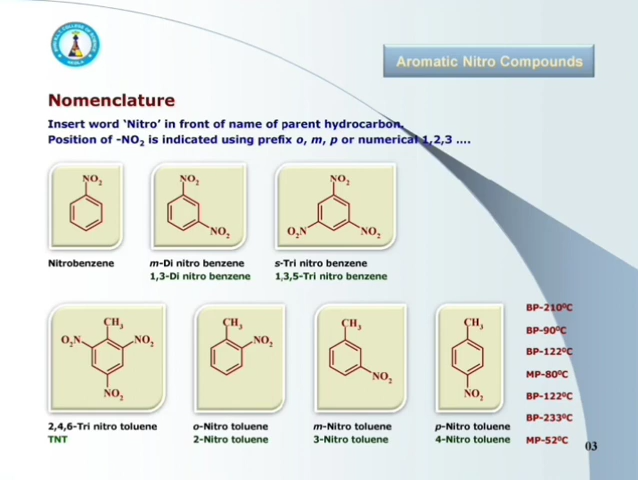 Aromatic Nitro Compounds
Nomenclature
Insert word ‘Nitro’ in front of name of parent hydrocarbon.
Position of -NO₂ is indicated using prefix o, m, p or numerical 1,2,3 ....
NO₂
NO₂
NO₂
NO₂
O₂N
NO₂
Nitrobenzene
m-Di nitro benzene
1,3-Di nitro benzene
s-Tri nitro benzene
1,3,5-Tri nitro benzene
CH₃
O₂N
NO₂
NO₂
CH₃
NO₂
CH₃
NO₂
CH₃
NO₂
2,4,6-Tri nitro toluene
TNT
o-Nitro toluene
2-Nitro toluene
m-Nitro toluene
3-Nitro toluene
p-Nitro toluene
4-Nitro toluene
BP-210⁰C
BP-90⁰C
BP-122⁰C
MP-80⁰C
BP-122⁰C
BP-233⁰C
MP-52⁰C
03